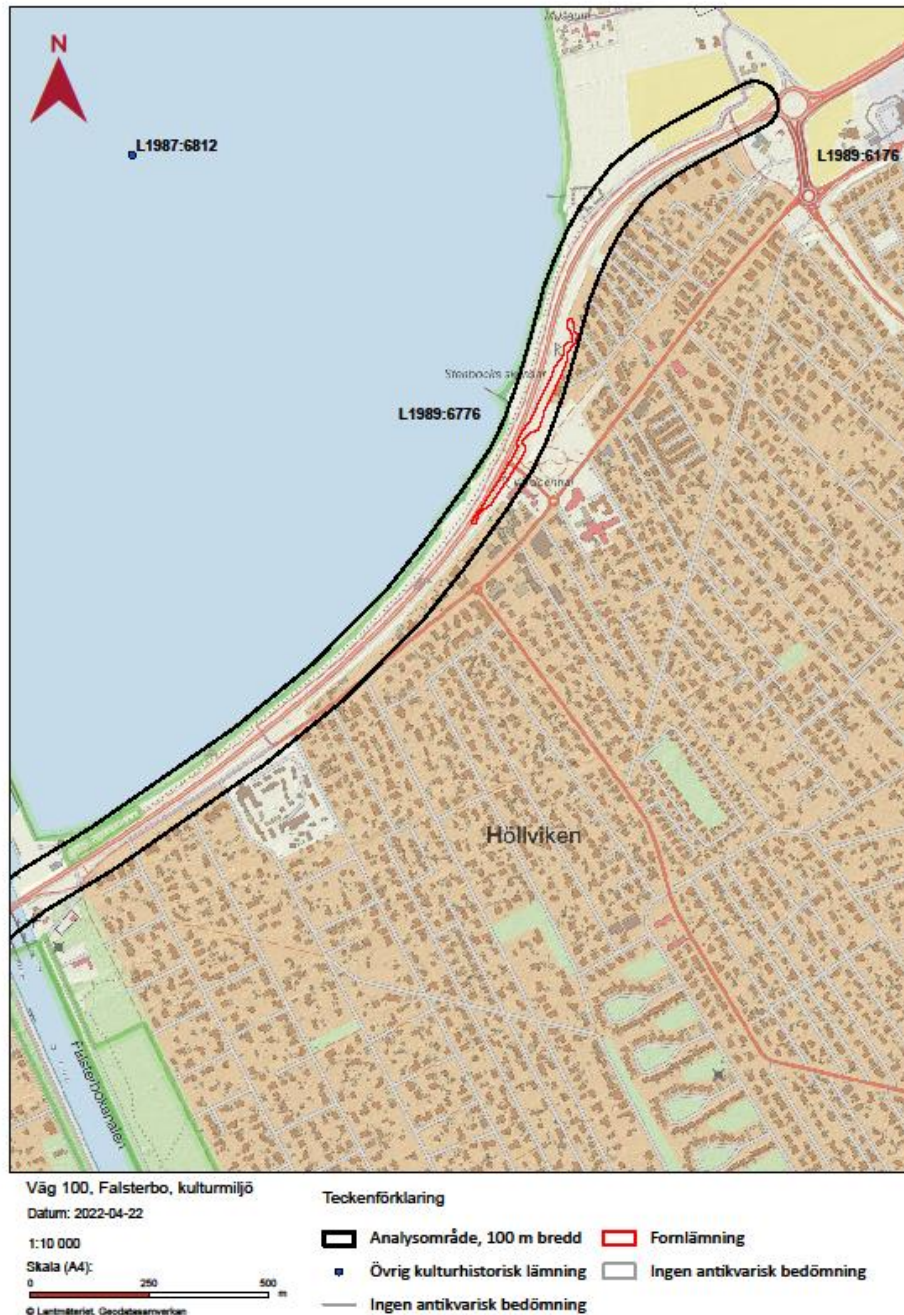 Museum
N
L1987:6812
L1989:6176
Stenbocks
L1989:6776
Höllviken
Falsterbokanalen
Väg 100, Falsterbo, kulturmiljö
Datum: 2022-04-22
1:10 000
Skala (A4):
0 250 500
m
© Lantmäteriet, Geodatasamverkan
Teckenförklaring
Analysområde, 100 m bredd
Fornlämning
Övrig kulturhistorisk lämning
Ingen antikvarisk bedömning
Ingen antikvarisk bedömning